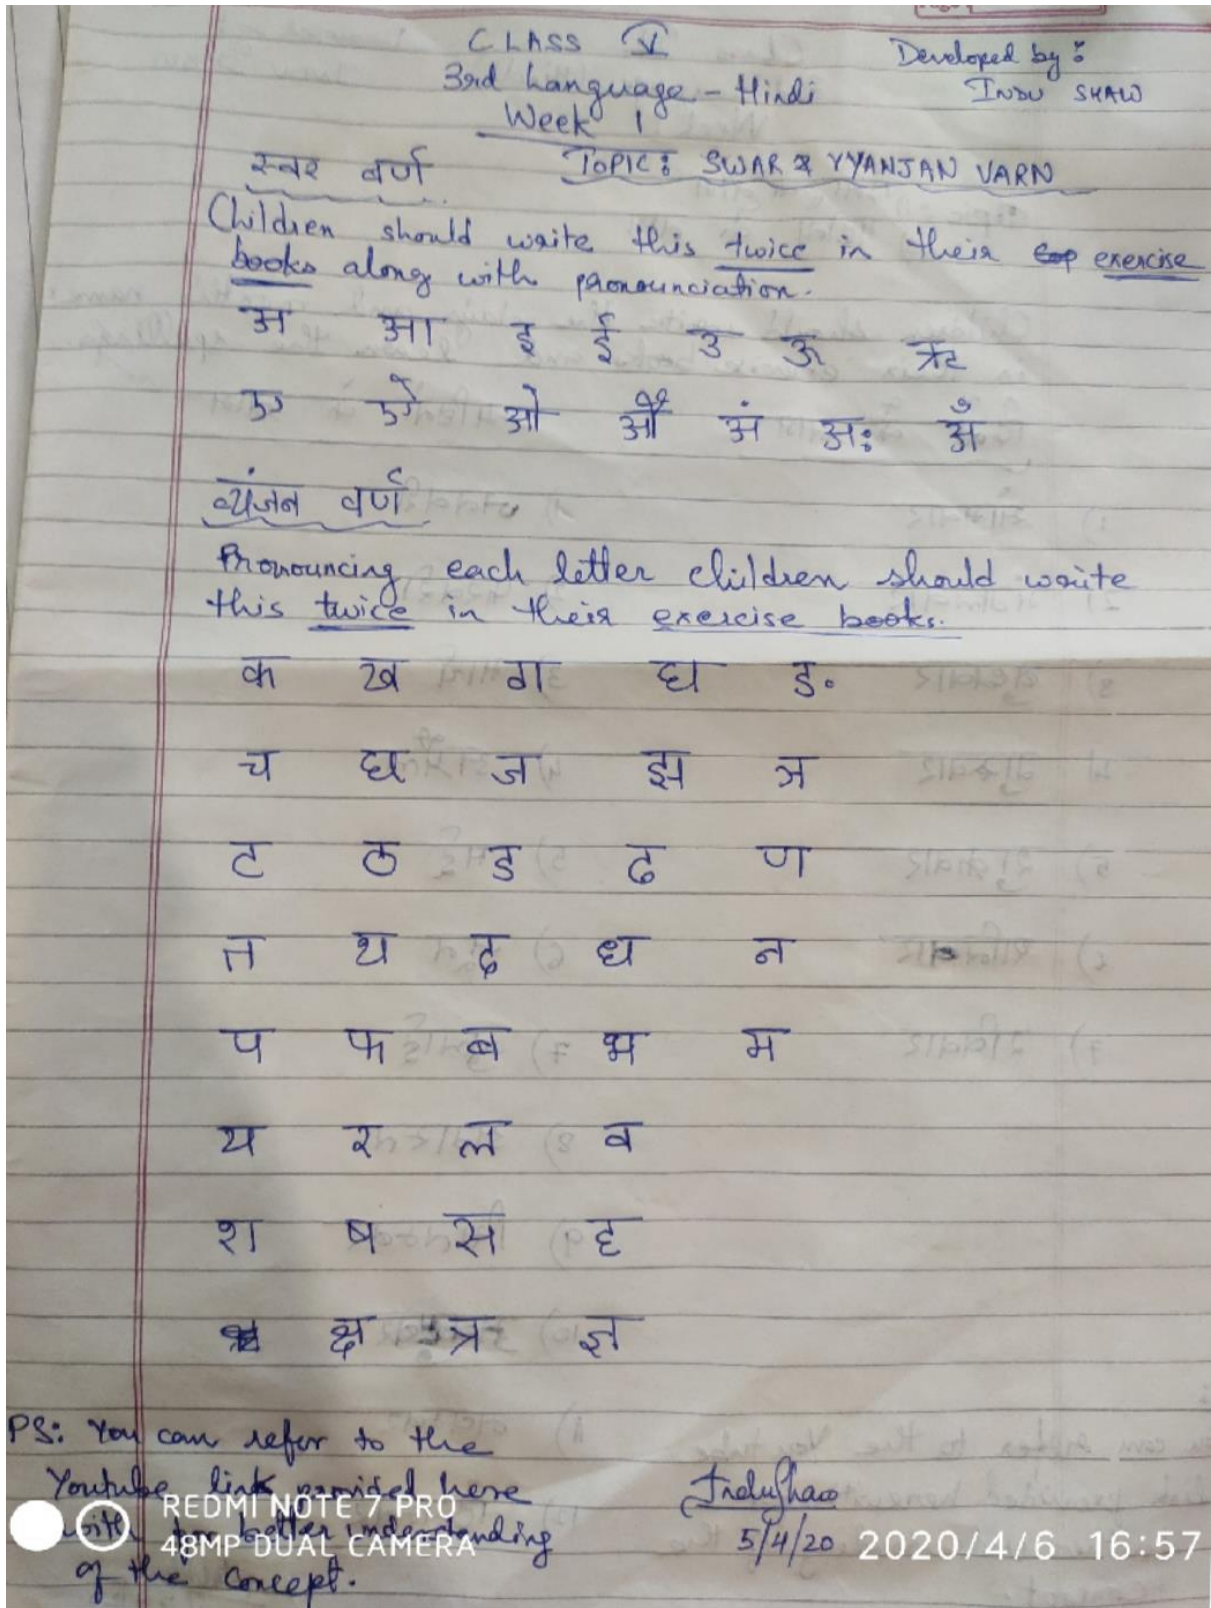 CLASS V
Developed by:
3rd Language - Hindi
INDU SHAW
Week 1
स्वर वर्ण
TOPIC: SWAR & VYANJAN VARN
Children should write this twice in their exercise
books along with pronounciation.
अ आ इ ई उ ऊ ऋ
ए ऐ ओ औ अं अः अँ
व्यंजन वर्ण
Pronouncing each letter children should write
this twice in their exercise books.
क ख ग घ ङ
च छ ज झ ञ
ट ठ ड ढ ण
त थ द ध न
प फ ब भ म
य र ल व
श ष स ह
क्ष त्र ज्ञ
PS: You can refer to the
Youtube link provided here
with for better understanding
of the concept.
InduShaw
5/4/20
REDMI NOTE 7 PRO
48MP DUAL CAMERA
2020/4/6 16:57